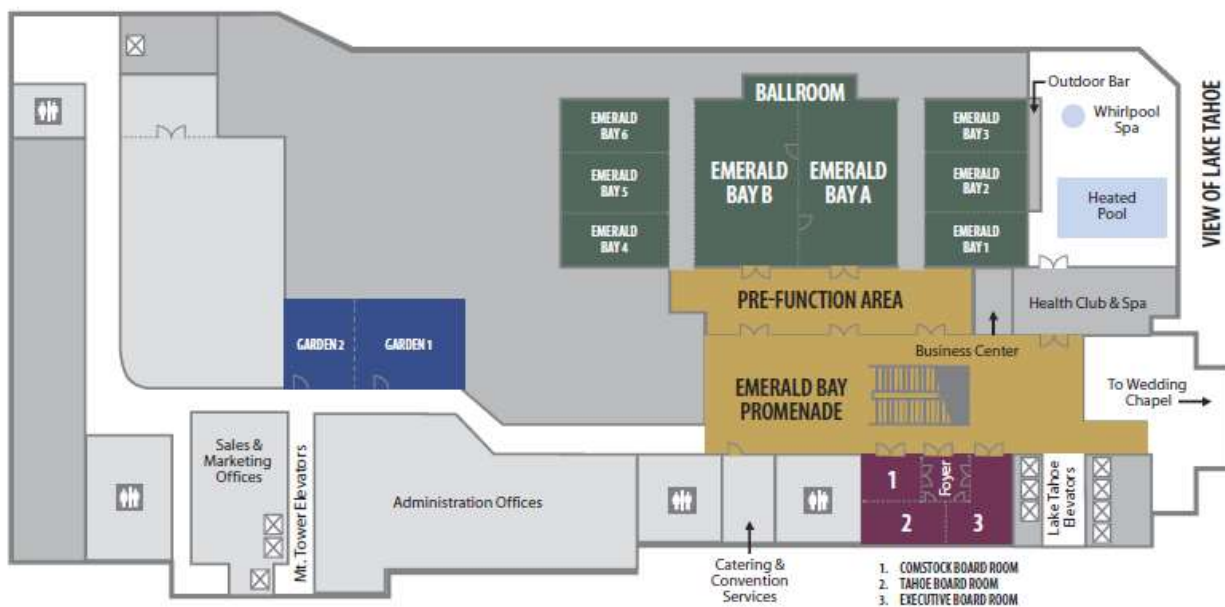 Outdoor Bar
Whirlpool
Spa
Heated
Pool
VIEW OF LAKE TAHOE
BALLROOM
EMERALD
BAY 6
EMERALD
BAY 5
EMERALD
BAY 4
EMERALD
BAY B
EMERALD
BAY A
EMERALD
BAY 3
EMERALD
BAY 2
EMERALD
BAY 1
PRE-FUNCTION AREA
Health Club & Spa
Business Center
GARDEN 2
GARDEN 1
EMERALD BAY
PROMENADE
To Wedding
Chapel
Sales &
Marketing
Offices
Mt. Tower Elevators
Administration Offices
1
Foyer
2
3
Lake Tahoe
Elevators
Catering &
Convention
Services
1. COMSTOCK BOARD ROOM
2. TAHOE BOARD ROOM
3. EXECUTIVE BOARD ROOM